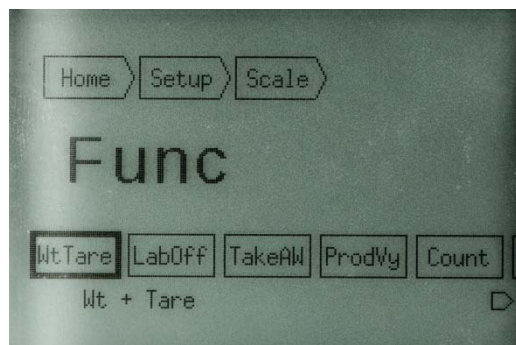 Home Setup Scale
Func
WtTare LabOff TakeAW ProdVy Count
Wt + Tare